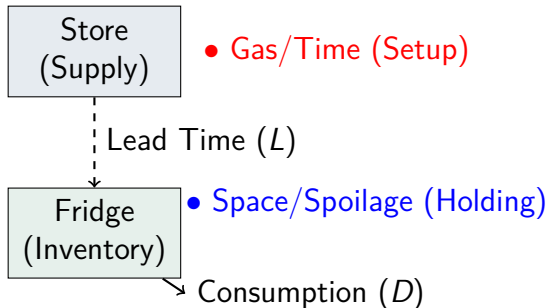 Store
(Supply)
• Gas/Time (Setup)
Lead Time (L)
Fridge
(Inventory)
• Space/Spoilage (Holding)
Consumption (D)